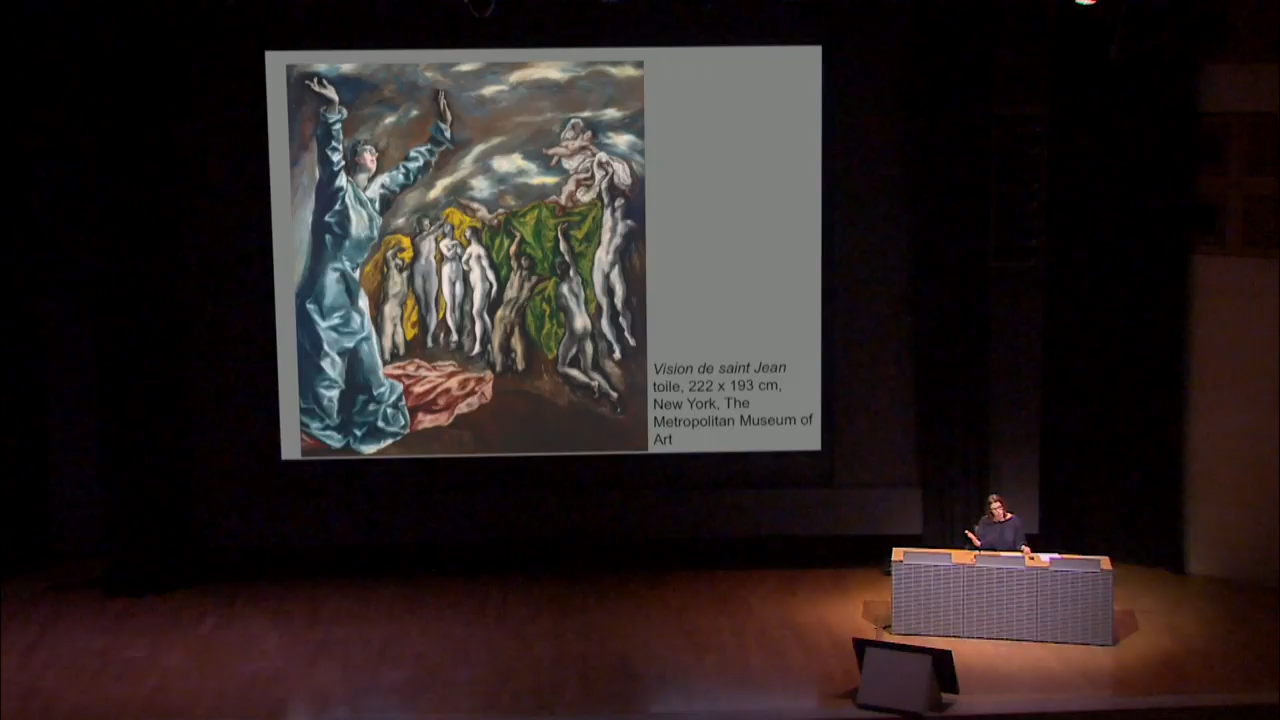 Vision de saint Jean
toile, 222 x 193 cm,
New York, The
Metropolitan Museum of
Art